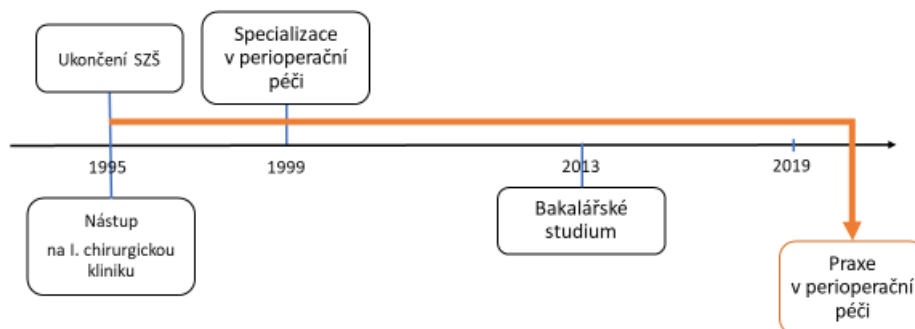 Ukončení SZŠ
Specializace
v perioperační
péči
1995
1999
2013
2019
Nástup
na I. chirurgickou
kliniku
Bakalářské
studium
Praxe
v perioperační
péči